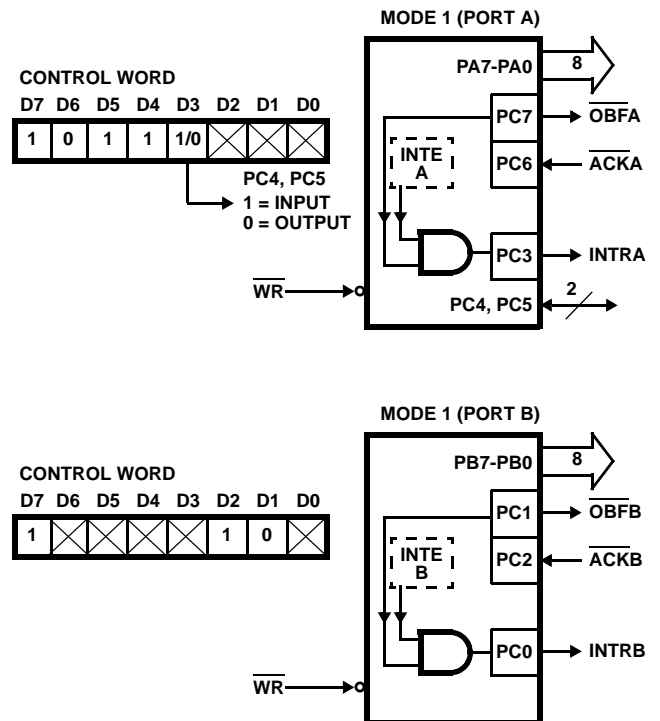 MODE 1 (PORT A)
CONTROL WORD
D7 D6 D5 D4 D3 D2 D1 D0
1 0 1 1 1/0
PC4, PC5
1 = INPUT
0 = OUTPUT
PA7-PA0
8
PC7
OBFA
INTE
A
PC6
ACKA
PC3
INTRA
WR
PC4, PC5
2
MODE 1 (PORT B)
CONTROL WORD
D7 D6 D5 D4 D3 D2 D1 D0
1 1 0
PB7-PB0
8
PC1
OBFB
INTE
B
PC2
ACKB
PC0
INTRB
WR